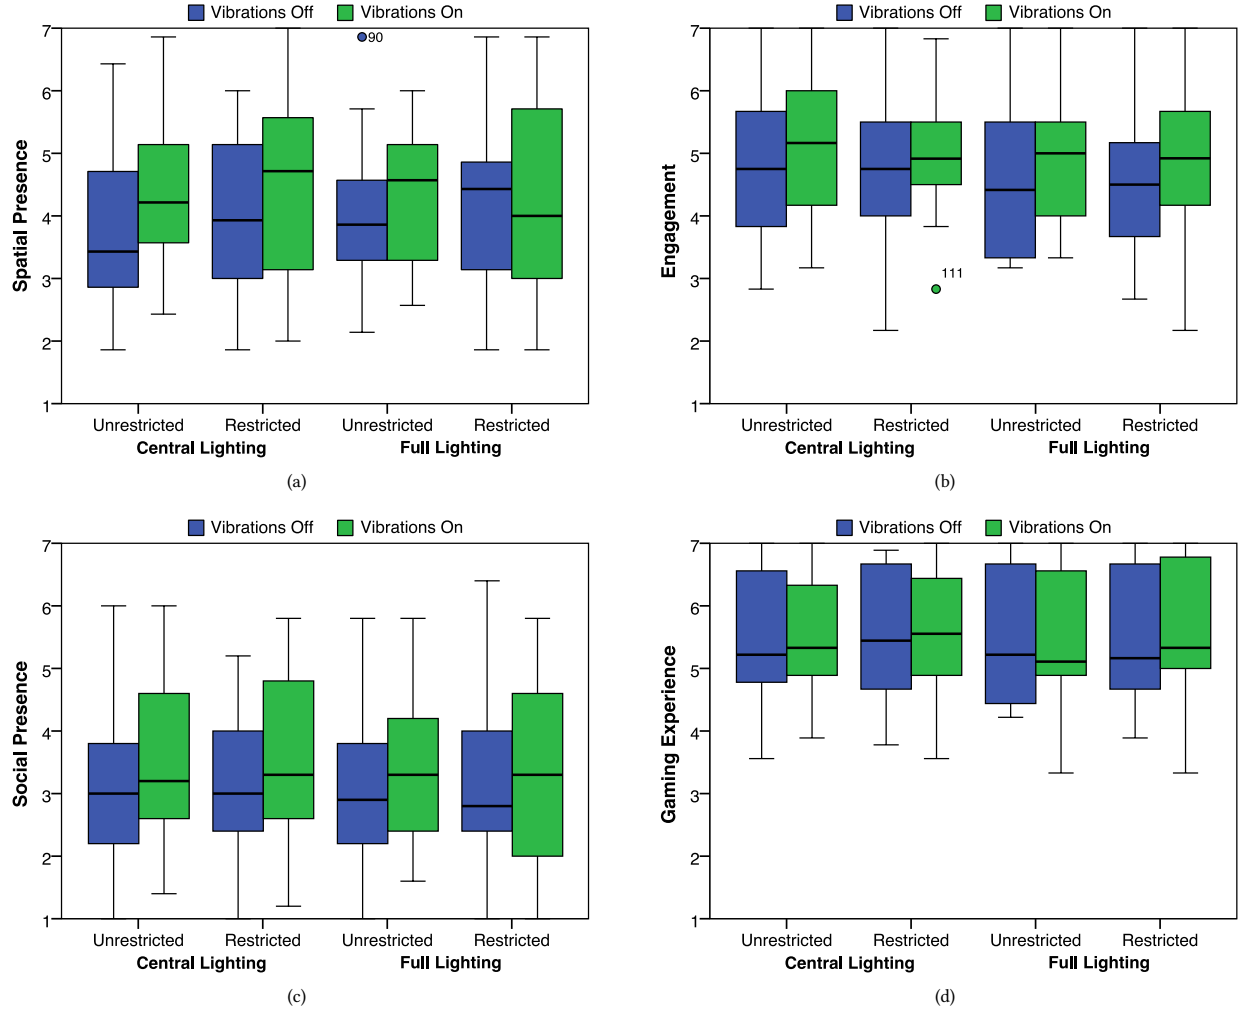 Vibrations Off Vibrations On
7
6
5
4
3
2
1
Spatial Presence
90
Unrestricted Restricted Unrestricted Restricted
Central Lighting Full Lighting
(a)
Vibrations Off Vibrations On
7
6
5
4
3
2
1
Engagement
111
Unrestricted Restricted Unrestricted Restricted
Central Lighting Full Lighting
(b)
Vibrations Off Vibrations On
7
6
5
4
3
2
1
Social Presence
Unrestricted Restricted Unrestricted Restricted
Central Lighting Full Lighting
(c)
Vibrations Off Vibrations On
7
6
5
4
3
2
1
Gaming Experience
Unrestricted Restricted Unrestricted Restricted
Central Lighting Full Lighting
(d)